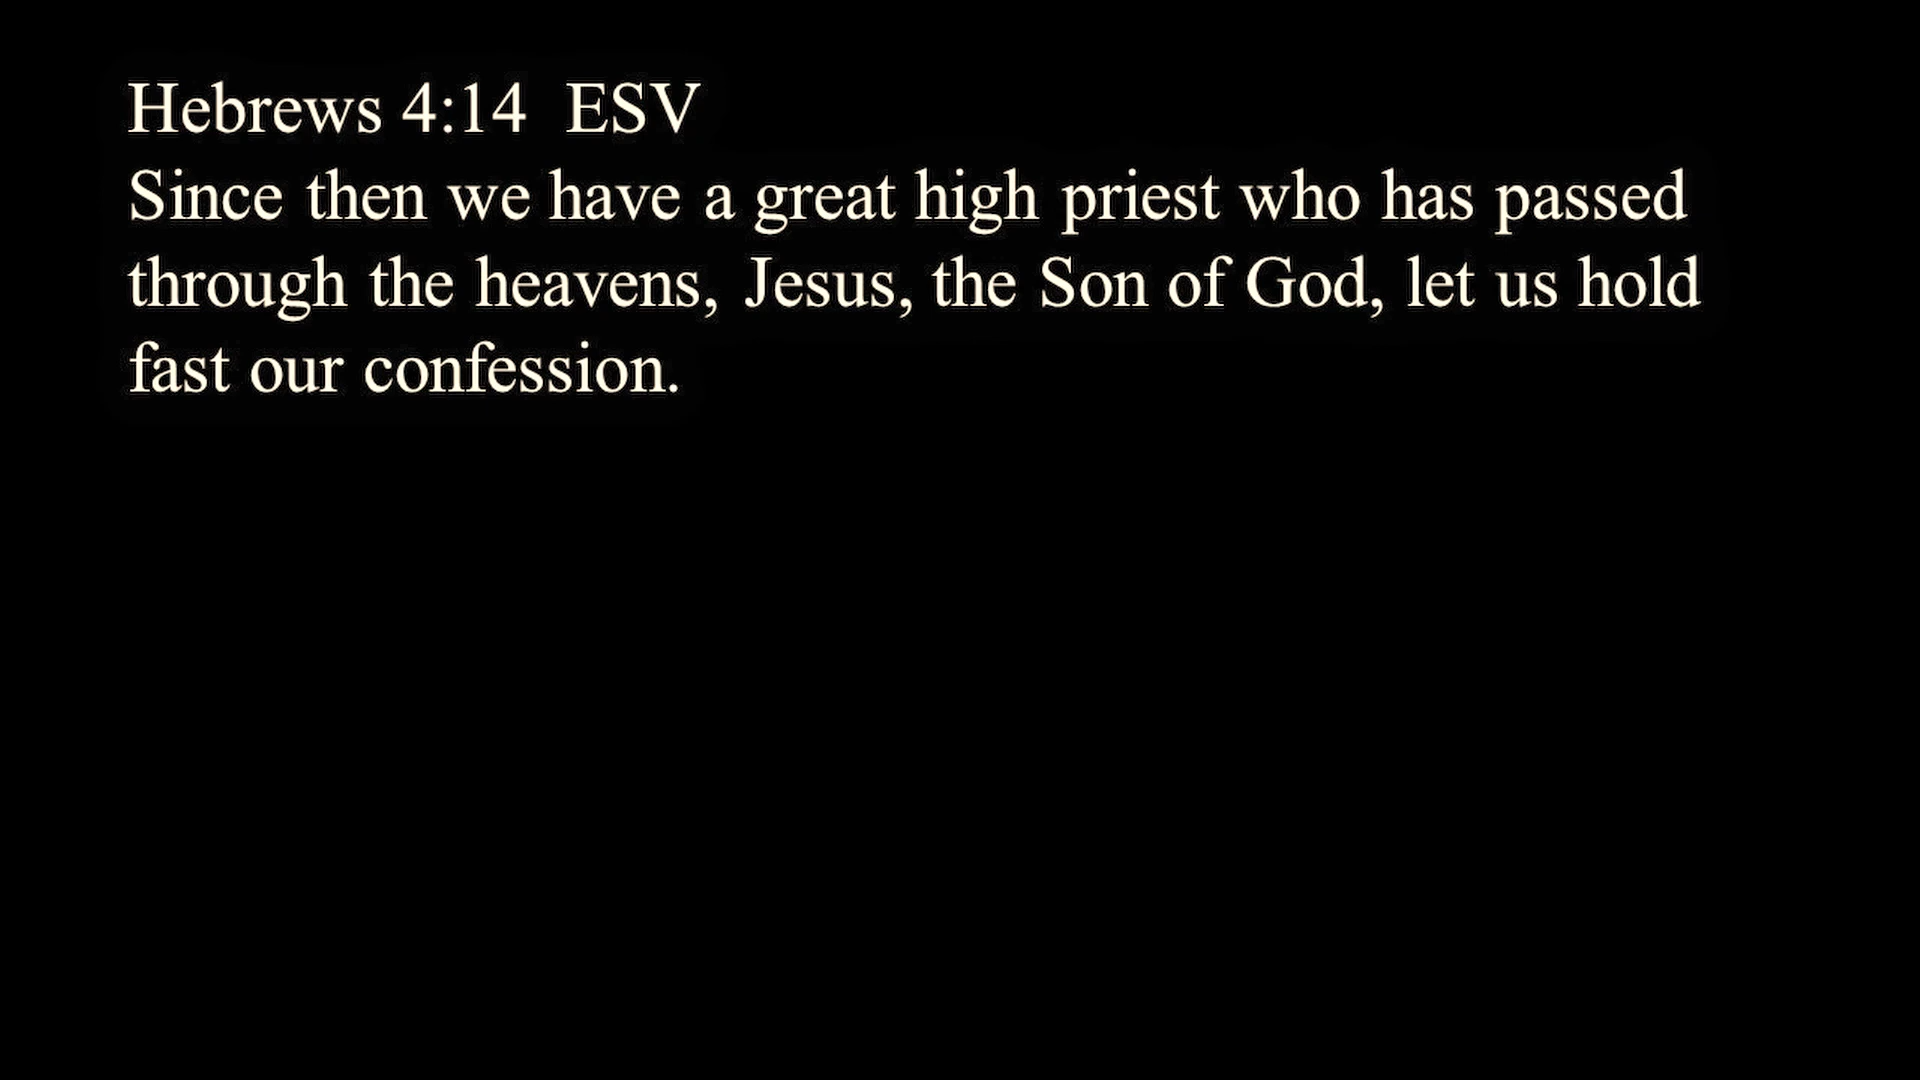 Hebrews 4:14  ESV
Since then we have a great high priest who has passed
through the heavens, Jesus, the Son of God, let us hold
fast our confession.